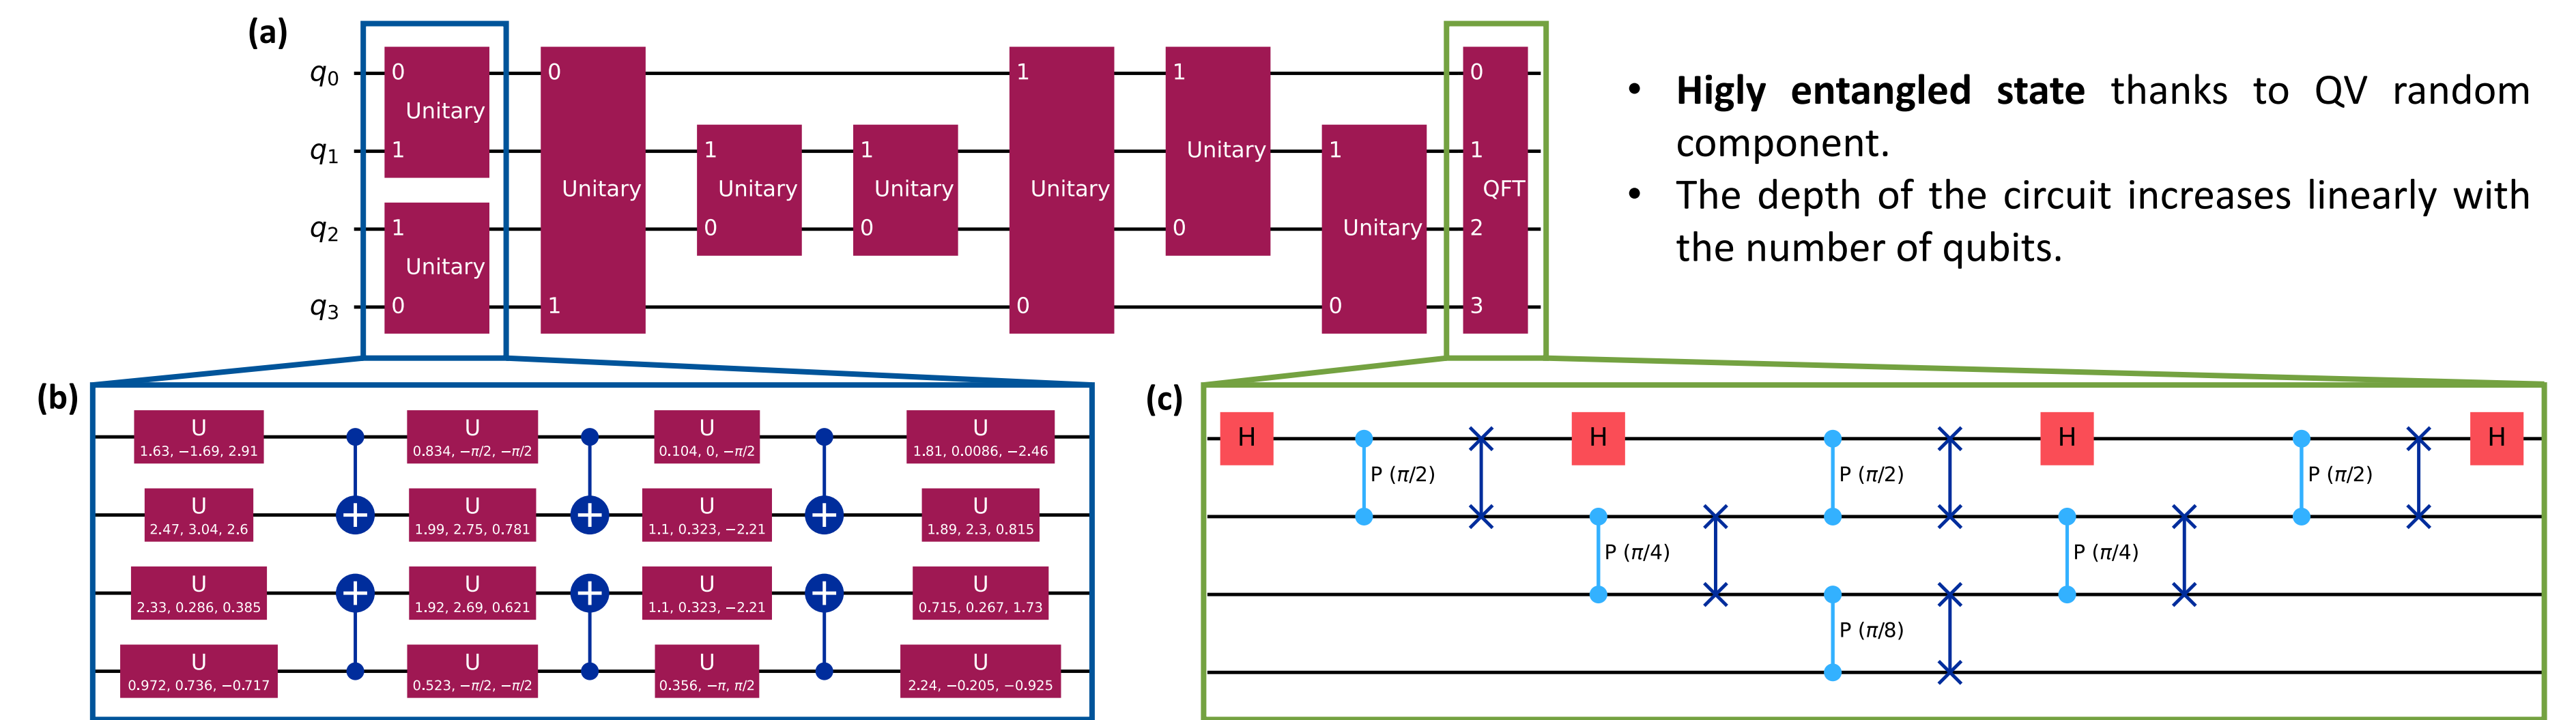 (a)
q0
q1
q2
q3
0
Unitary
1
1
Unitary
0
0
Unitary
1
1
Unitary
0
1
Unitary
0
1
Unitary
0
1
Unitary
0
1
Unitary
0
0
1
QFT
2
3
• Higly entangled state thanks to QV random
component.
• The depth of the circuit increases linearly with
the number of qubits.
(b)
U
1.63, −1.69, 2.91
U
0.834, −π/2, −π/2
U
0.104, 0, −π/2
U
1.81, 0.0086, −2.46
U
2.47, 3.04, 2.6
U
1.99, 2.75, 0.781
U
1.1, 0.323, −2.21
U
1.89, 2.3, 0.815
U
2.33, 0.286, 0.385
U
1.92, 2.69, 0.621
U
1.1, 0.323, −2.21
U
0.715, 0.267, 1.73
U
0.972, 0.736, −0.717
U
0.523, −π/2, −π/2
U
0.356, −π, π/2
U
2.24, −0.205, −0.925
(c)
H
H
H
H
P (π/2)
P (π/2)
P (π/2)
P (π/4)
P (π/4)
P (π/8)